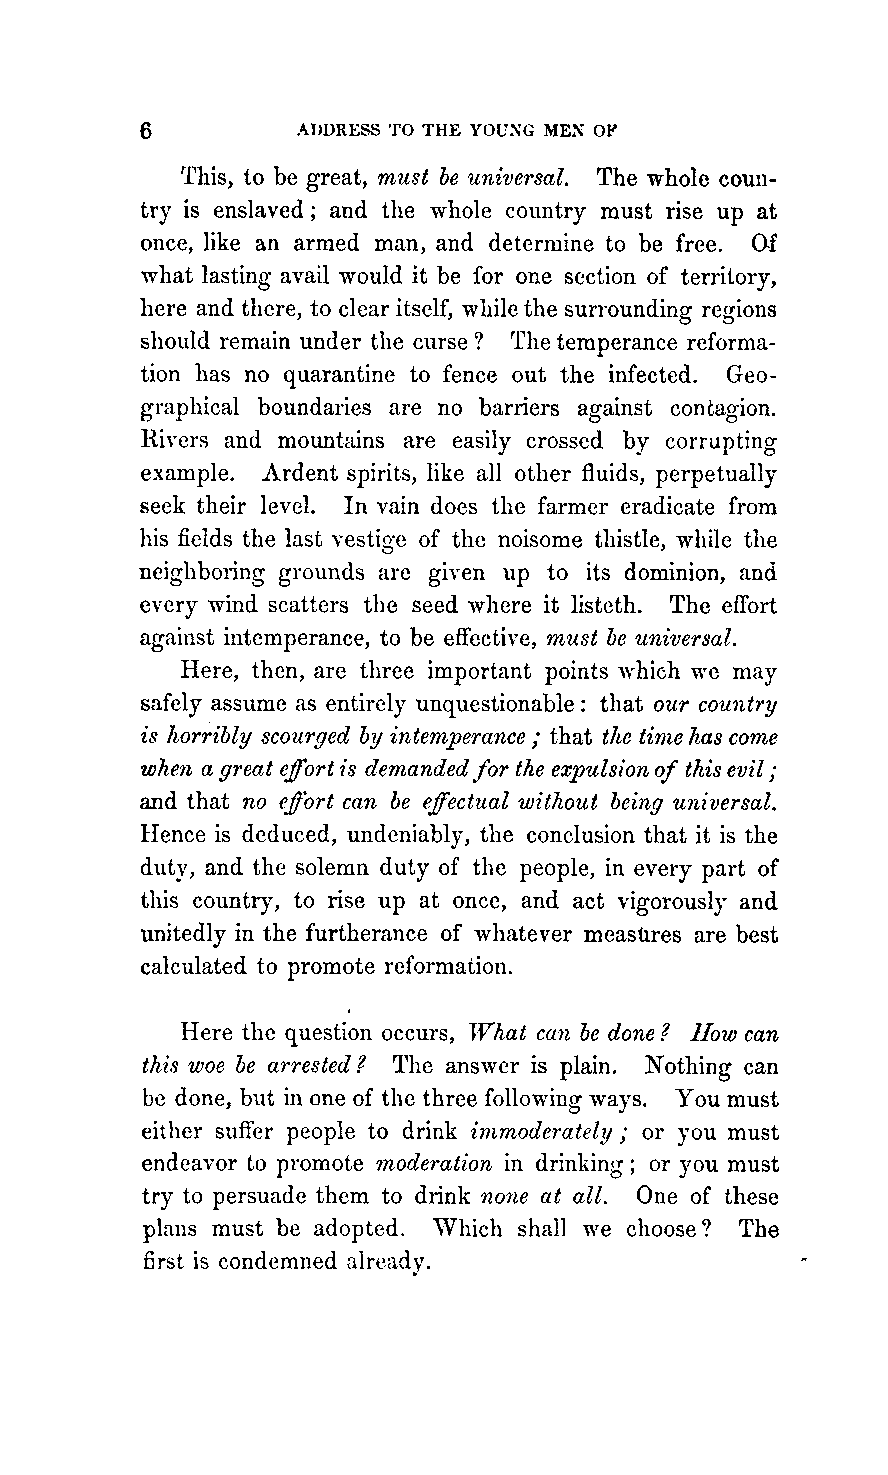 6 ADDRESS TO THE YOUNG MEN OF
This, to be great, must be universal. The whole coun-
try is enslaved; and the whole country must rise up at
once, like an armed man, and determine to be free. Of
what lasting avail would it be for one section of territory,
here and there, to clear itself, while the surrounding regions
should remain under the curse? The temperance reforma-
tion has no quarantine to fence out the infected. Geo-
graphical boundaries are no barriers against contagion.
Rivers and mountains are easily crossed by corrupting
example. Ardent spirits, like all other fluids, perpetually
seek their level. In vain does the farmer eradicate from
his fields the last vestige of the noisome thistle, while the
neighboring grounds are given up to its dominion, and
every wind scatters the seed where it listeth. The effort
against intemperance, to be effective, must be universal.
Here, then, are three important points which we may
safely assume as entirely unquestionable: that our country
is horribly scourged by intemperance; that the time has come
when a great effort is demanded for the expulsion of this evil;
and that no effort can be effectual without being universal.
Hence is deduced, undeniably, the conclusion that it is the
duty, and the solemn duty of the people, in every part of
this country, to rise up at once, and act vigorously and
unitedly in the furtherance of whatever measures are best
calculated to promote reformation.
Here the question occurs, What can be done? How can
this woe be arrested? The answer is plain. Nothing can
be done, but in one of the three following ways. You must
either suffer people to drink immoderately; or you must
endeavor to promote moderation in drinking; or you must
try to persuade them to drink none at all. One of these
plans must be adopted. Which shall we choose? The
first is condemned already.